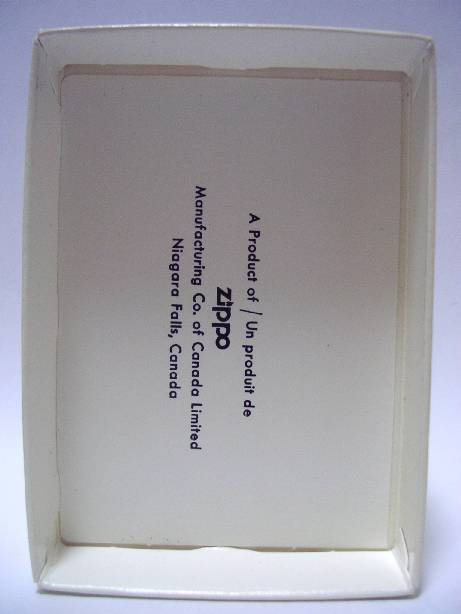 A Product of / Un produit de
zippo
Manufacturing Co. of Canada Limited
Niagara Falls, Canada